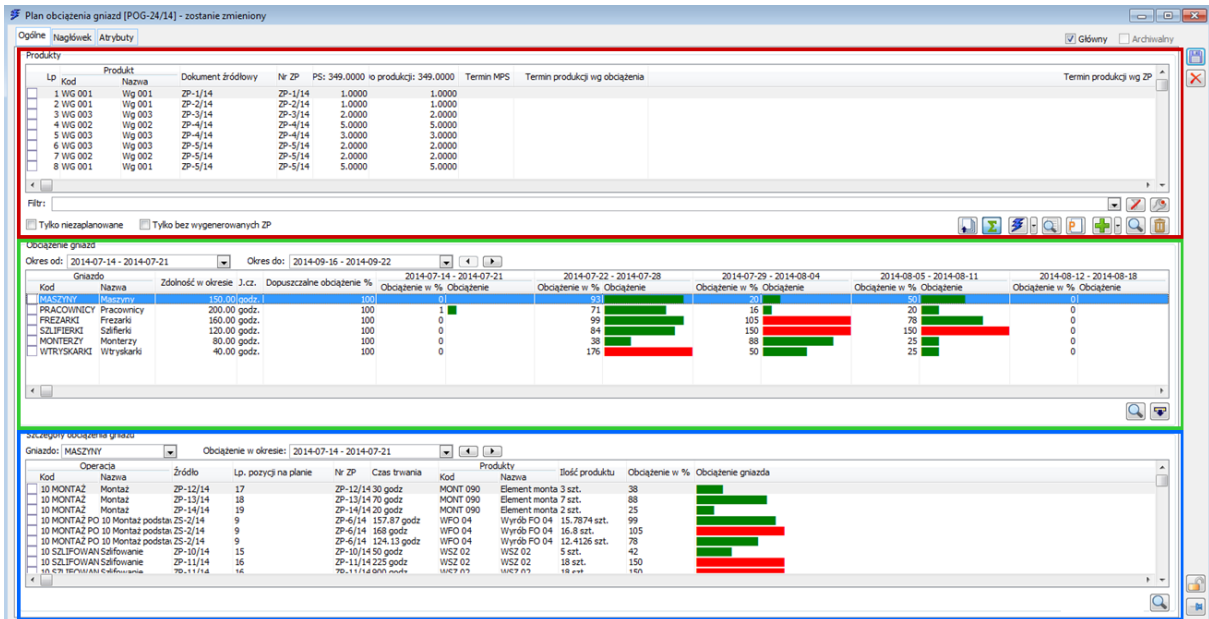 Plan obciążenia gniazd [POG-24/14] - zostanie zmieniony
Ogólne Nagłówek Atrybuty Główny Archiwalny
Produkty
Lp Produkt Dokument źródłowy Nr ZP PS: 349.0000 ło produkcji: 349.0000 Termin MPS Termin produkcji wg obciążenia Termin produkcji wg ZP
Kod Nazwa
1 WG 001 Wg 001 ZP-1/14 ZP-1/14 1.0000 1.0000
2 WG 001 Wg 001 ZP-2/14 ZP-2/14 1.0000 1.0000
3 WG 003 Wg 003 ZP-3/14 ZP-3/14 2.0000 2.0000
4 WG 002 Wg 002 ZP-4/14 ZP-4/14 5.0000 5.0000
5 WG 003 Wg 003 ZP-4/14 ZP-4/14 3.0000 3.0000
6 WG 003 Wg 003 ZP-5/14 ZP-5/14 2.0000 2.0000
7 WG 002 Wg 002 ZP-5/14 ZP-5/14 2.0000 2.0000
8 WG 001 Wg 001 ZP-5/14 ZP-5/14 5.0000 5.0000
Filtr:
Tylko niezaplanowane Tylko bez wygenerowanych ZP
Obciążenie gniazd
Okres od: 2014-07-14 - 2014-07-21 Okres do: 2014-09-16 - 2014-09-22
Gniazdo Zdolność w okresie J.cz. Dopuszczalne obciążenie % 2014-07-14 - 2014-07-21 2014-07-22 - 2014-07-28 2014-07-29 - 2014-08-04 2014-08-05 - 2014-08-11 2014-08-12 - 2014-08-18
Kod Nazwa Obciążenie w % Obciążenie Obciążenie w % Obciążenie Obciążenie w % Obciążenie Obciążenie w % Obciążenie Obciążenie w % Obciążenie
MASZYNY Maszyny 150.00 godz. 100 0 93 20 50 0
PRACOWNICY Pracownicy 200.00 godz. 100 1 71 16 20 0
FREZARKI Frezarki 160.00 godz. 100 0 99 105 78 0
SZLIFIERKI Szlifierki 120.00 godz. 100 0 84 150 150 0
MONTERZY Monterzy 80.00 godz. 100 0 38 88 25 0
WTRYSKARKI Wtryskarki 40.00 godz. 100 0 176 50 25 0
Szczegóły obciążenia gniazd
Gniazdo: MASZYNY Obciążenie w okresie: 2014-07-14 - 2014-07-21
Operacja Źródło Lp. pozycji na planie Nr ZP Czas trwania Produkty Ilość produktu Obciążenie w % Obciążenie gniazda
Kod Nazwa Kod Nazwa
10 MONTAŻ Montaż ZP-12/14 17 ZP-12/14 30 godz MONT 090 Element monta 3 szt. 38
10 MONTAŻ Montaż ZP-13/14 18 ZP-13/14 70 godz MONT 090 Element monta 7 szt. 88
10 MONTAŻ Montaż ZP-14/14 19 ZP-14/14 20 godz MONT 090 Element monta 2 szt. 25
10 MONTAŻ PO 10 Montaż podstav ZS-2/14 9 ZP-6/14 157.87 godz WFO 04 Wyrób FO 04 15.7874 szt. 99
10 MONTAŻ PO 10 Montaż podstav ZS-2/14 9 ZP-6/14 168 godz WFO 04 Wyrób FO 04 16.8 szt. 105
10 MONTAŻ PO 10 Montaż podstav ZS-2/14 9 ZP-6/14 124.13 godz WFO 04 Wyrób FO 04 12.4126 szt. 78
10 SZLIFOWAN Szlifowanie ZP-10/14 15 ZP-10/14 50 godz WSZ 02 WSZ 02 5 szt. 42
10 SZLIFOWAN Szlifowanie ZP-11/14 16 ZP-11/14 225 godz WSZ 02 WSZ 02 18 szt. 150
10 SZLIFOWAN Szlifowanie ZP-11/14 16 ZP-11/14 900 godz WSZ 02 WSZ 02 18 szt. 150